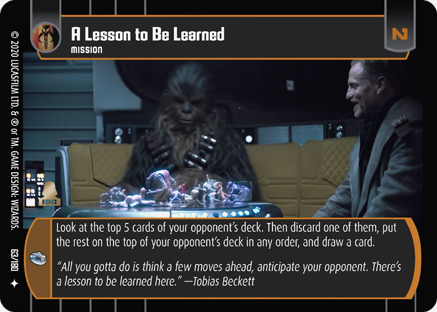 A Lesson to Be Learned
MISSION
N
© 2020 LUCASFILM LTD. & ® or TM. GAME DESIGN: WIZARDS.
Look at the top 5 cards of your opponent's deck. Then discard one of them, put
the rest on the top of your opponent's deck in any order, and draw a card.
"All you gotta do is think a few moves ahead, anticipate your opponent. There's
a lesson to be learned here." —Tobias Beckett